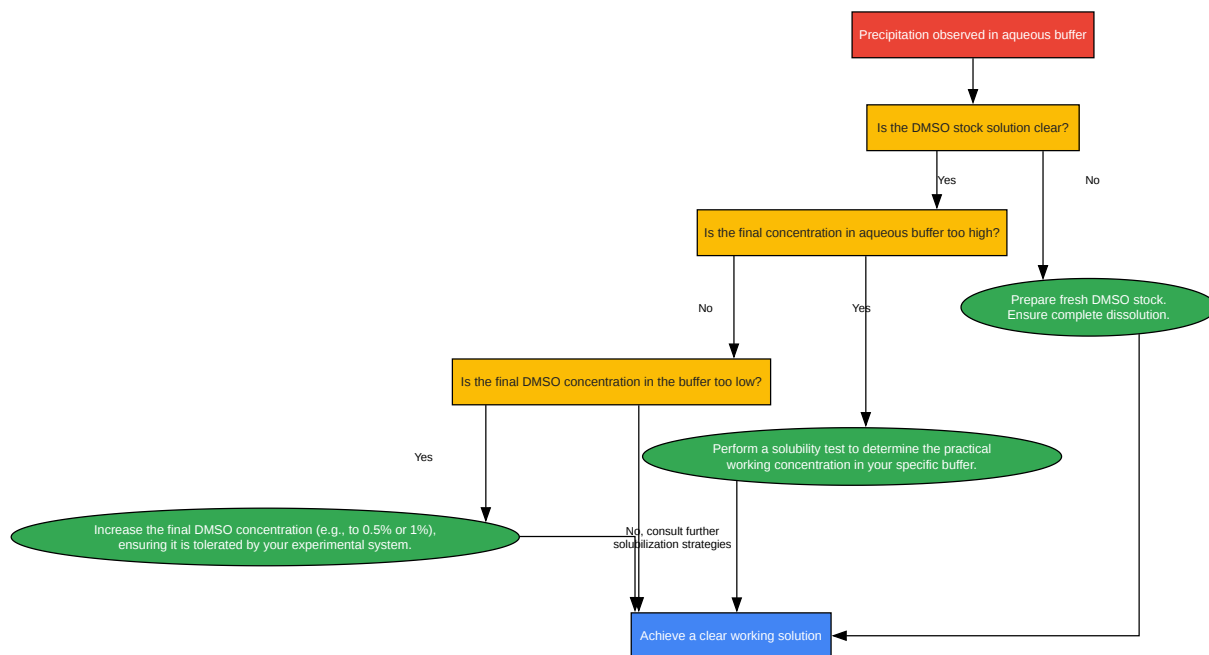 Precipitation observed in aqueous buffer
Is the DMSO stock solution clear?
Yes
No
Is the final concentration in aqueous buffer too high?
Prepare fresh DMSO stock.
Ensure complete dissolution.
No
Yes
Is the final DMSO concentration in the buffer too low?
Perform a solubility test to determine the practical
working concentration in your specific buffer.
Yes
Increase the final DMSO concentration (e.g., to 0.5% or 1%),
ensuring it is tolerated by your experimental system.
No, consult further
solubilization strategies
Achieve a clear working solution